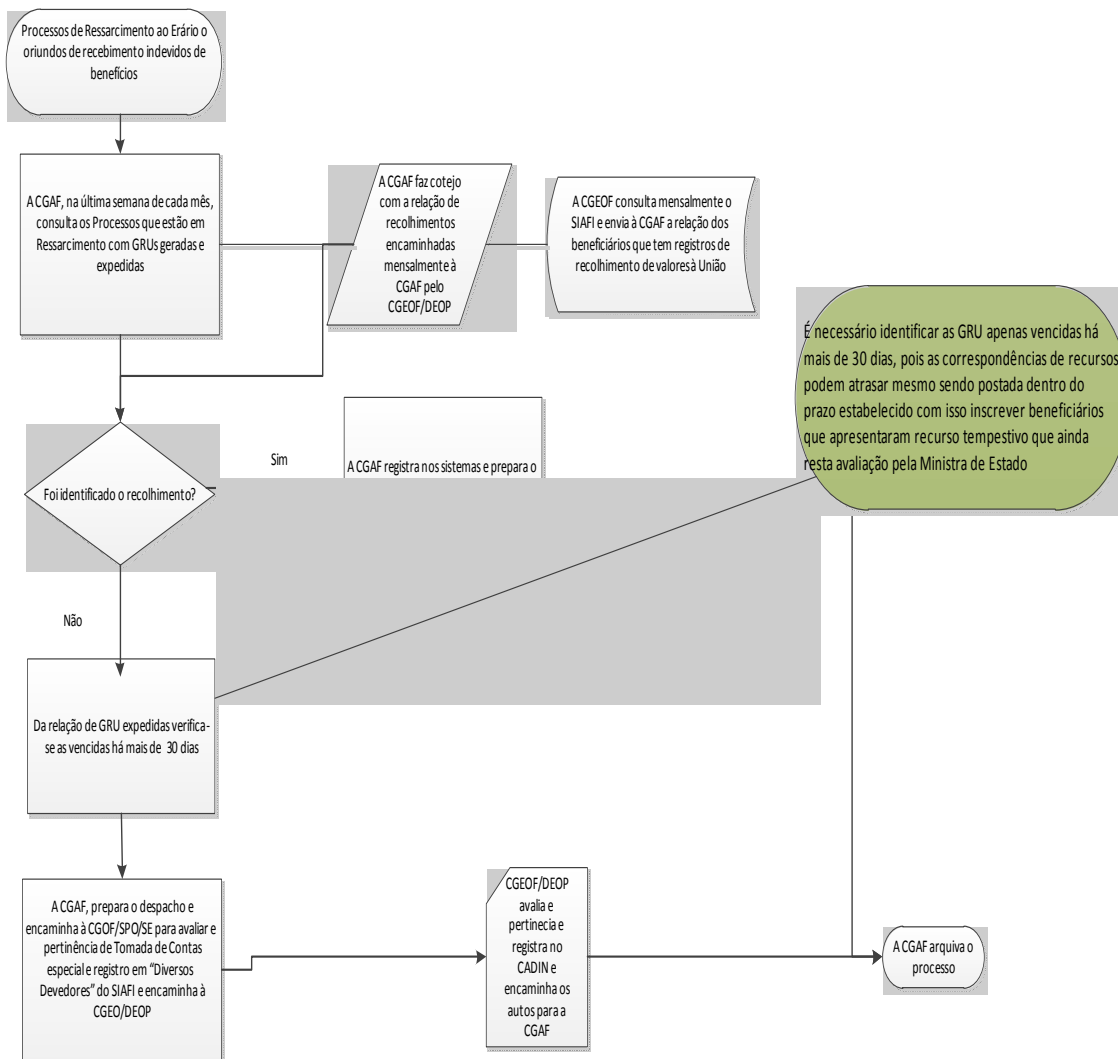 Processos de Ressarcimento ao Erário o
oriundos de recebimento indevidos de
benefícios
A CGAF, na última semana de cada mês,
consulta os Processos que estão em
Ressarcimento com GRUs geradas e
expedidas
A CGAF faz cotejo
com a relação de
recolhimentos
encaminhadas
mensalmente à
CGAF pelo
CGEOF/DEOP
A CGEOF consulta mensalmente o
SIAFI e envia à CGAF a relação dos
beneficiários que tem registros de
recolhimento de valores à União
É necessário identificar as GRU apenas vencidas há
mais de 30 dias, pois as correspondências de recursos
podem atrasar mesmo sendo postada dentro do
prazo estabelecido com isso inscrever beneficiários
que apresentaram recurso tempestivo que ainda
resta avaliação pela Ministra de Estado
Foi identificado o recolhimento?
Sim
A CGAF registra nos sistemas e prepara o
Não
Da relação de GRU expedidas verifica-
se as vencidas há mais de 30 dias
A CGAF, prepara o despacho e
encaminha à CGOF/SPO/SE para avaliar e
pertinência de Tomada de Contas
especial e registro em “Diversos
Devedores” do SIAFI e encaminha à
CGEO/DEOP
CGEOF/DEOP
avalia e
pertinecia e
registra no
CADIN e
encaminha os
autos para a
CGAF
A CGAF arquiva o
processo